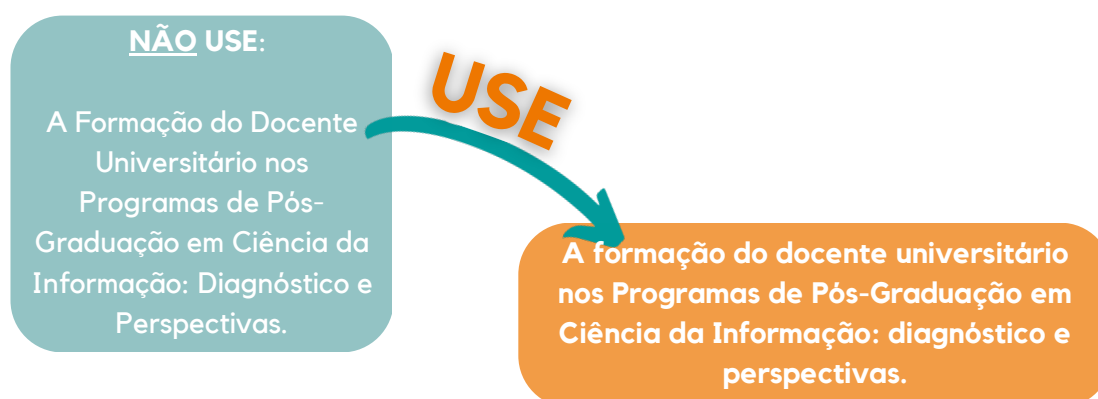 NÃO USE:
A Formação do Docente
Universitário nos
Programas de Pós-
Graduação em Ciência da
Informação: Diagnóstico e
Perspectivas.
USE
A formação do docente universitário
nos Programas de Pós-Graduação em
Ciência da Informação: diagnóstico e
perspectivas.